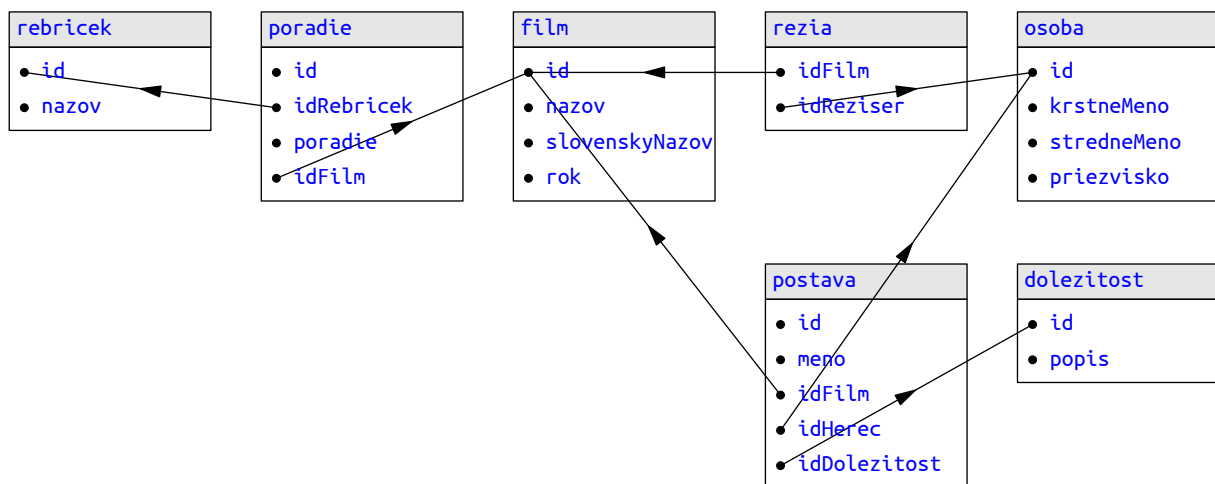 rebricek
id
nazov
poradie
id
idRebricek
poradie
idFilm
film
id
nazov
slovenskyNazov
rok
rezia
idFilm
idReziser
osoba
id
krstneMeno
stredneMeno
priezvisko
postava
id
meno
idFilm
idHerec
idDolezitost
dolezitost
id
popis